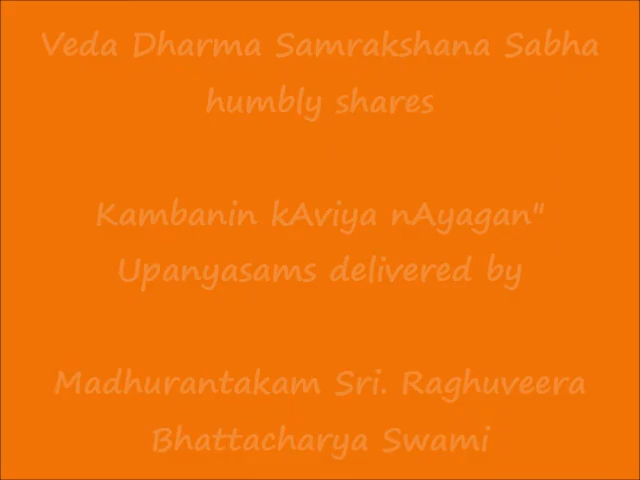 Veda Dharma Samrakshana Sabha
humbly shares
Kambanin kAviya nAyagan"
Upanyasams delivered by
Madhurantakam Sri. Raghuveera
Bhattacharya Swami